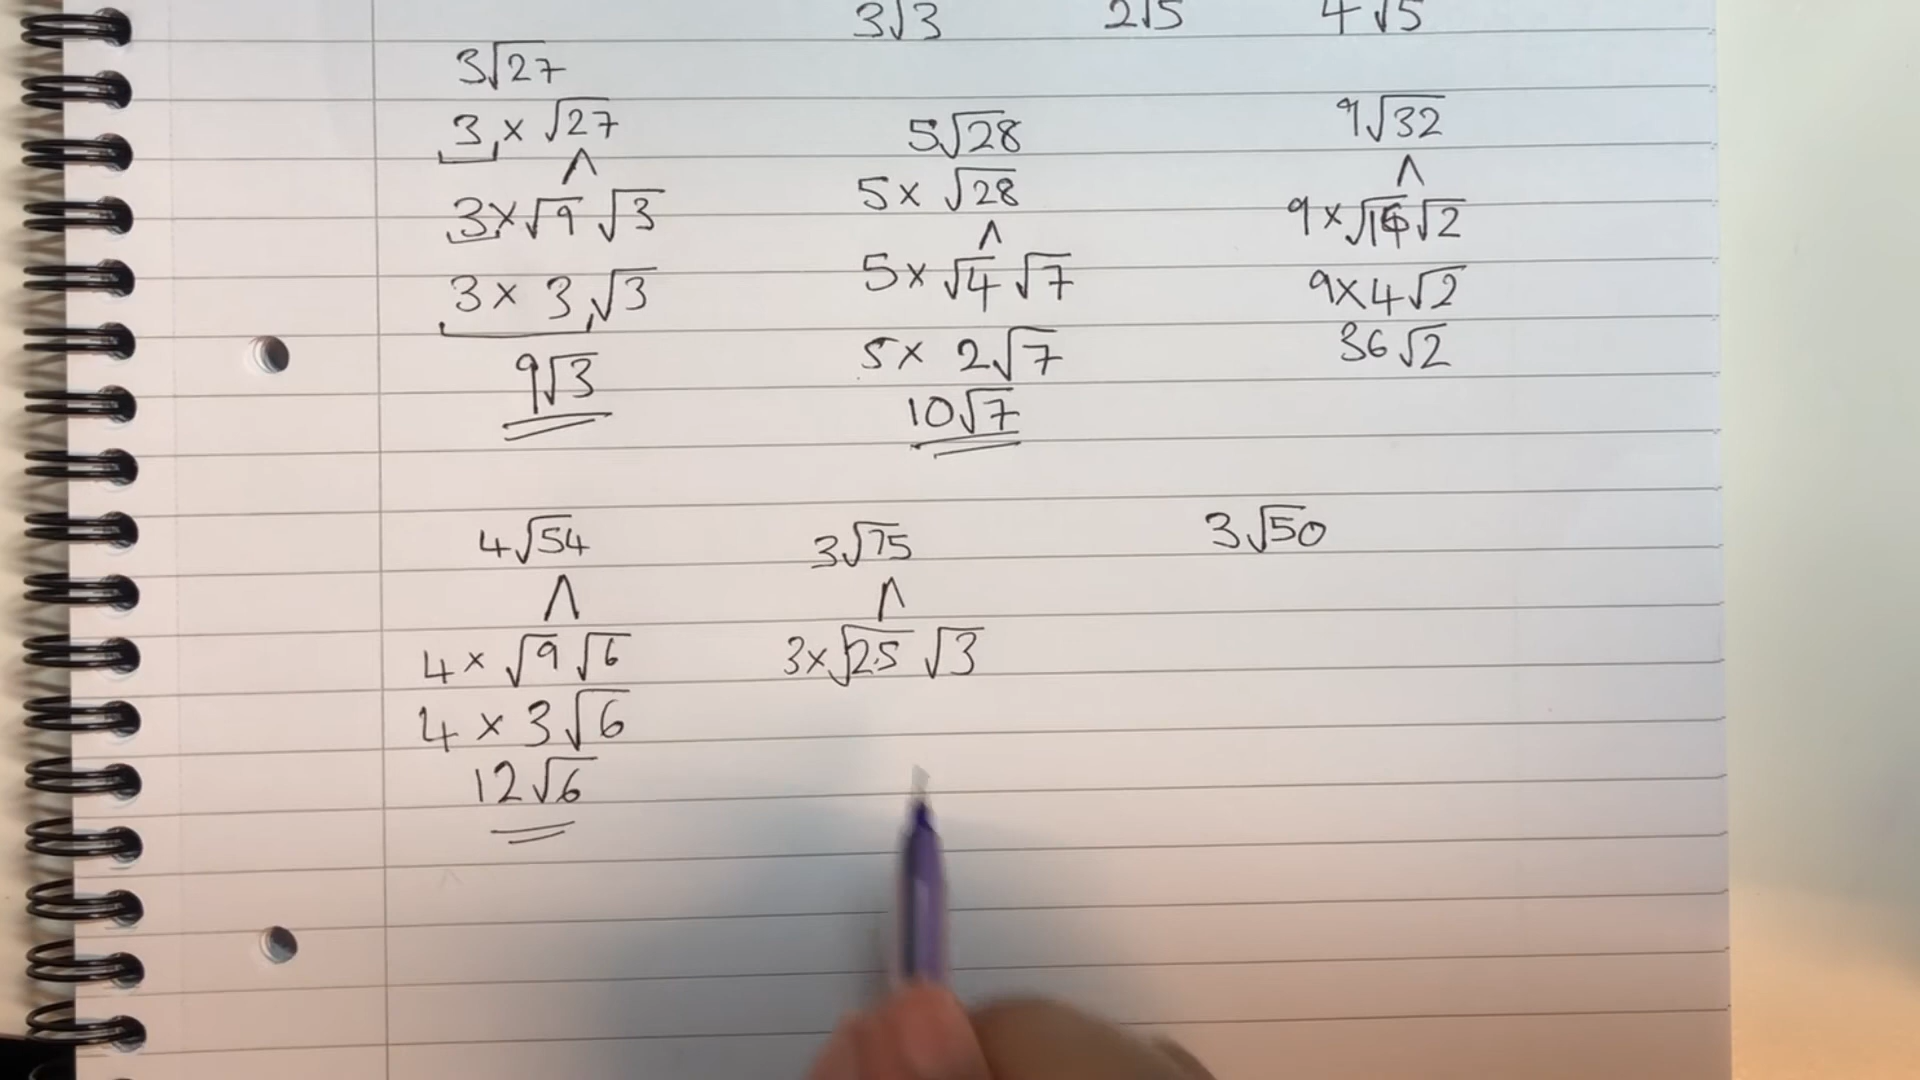 3√3 2√5 4√5
3√27
3 × √27
3×√9 √3
3 × 3√3
9√3
5√28
5× √28
5× √4 √7
5× 2√7
10√7
9√32
9×√16√2
9×4√2
36√2
4√54
4× √9 √6
4 × 3√6
12√6
3√75
3×√25 √3
3√50